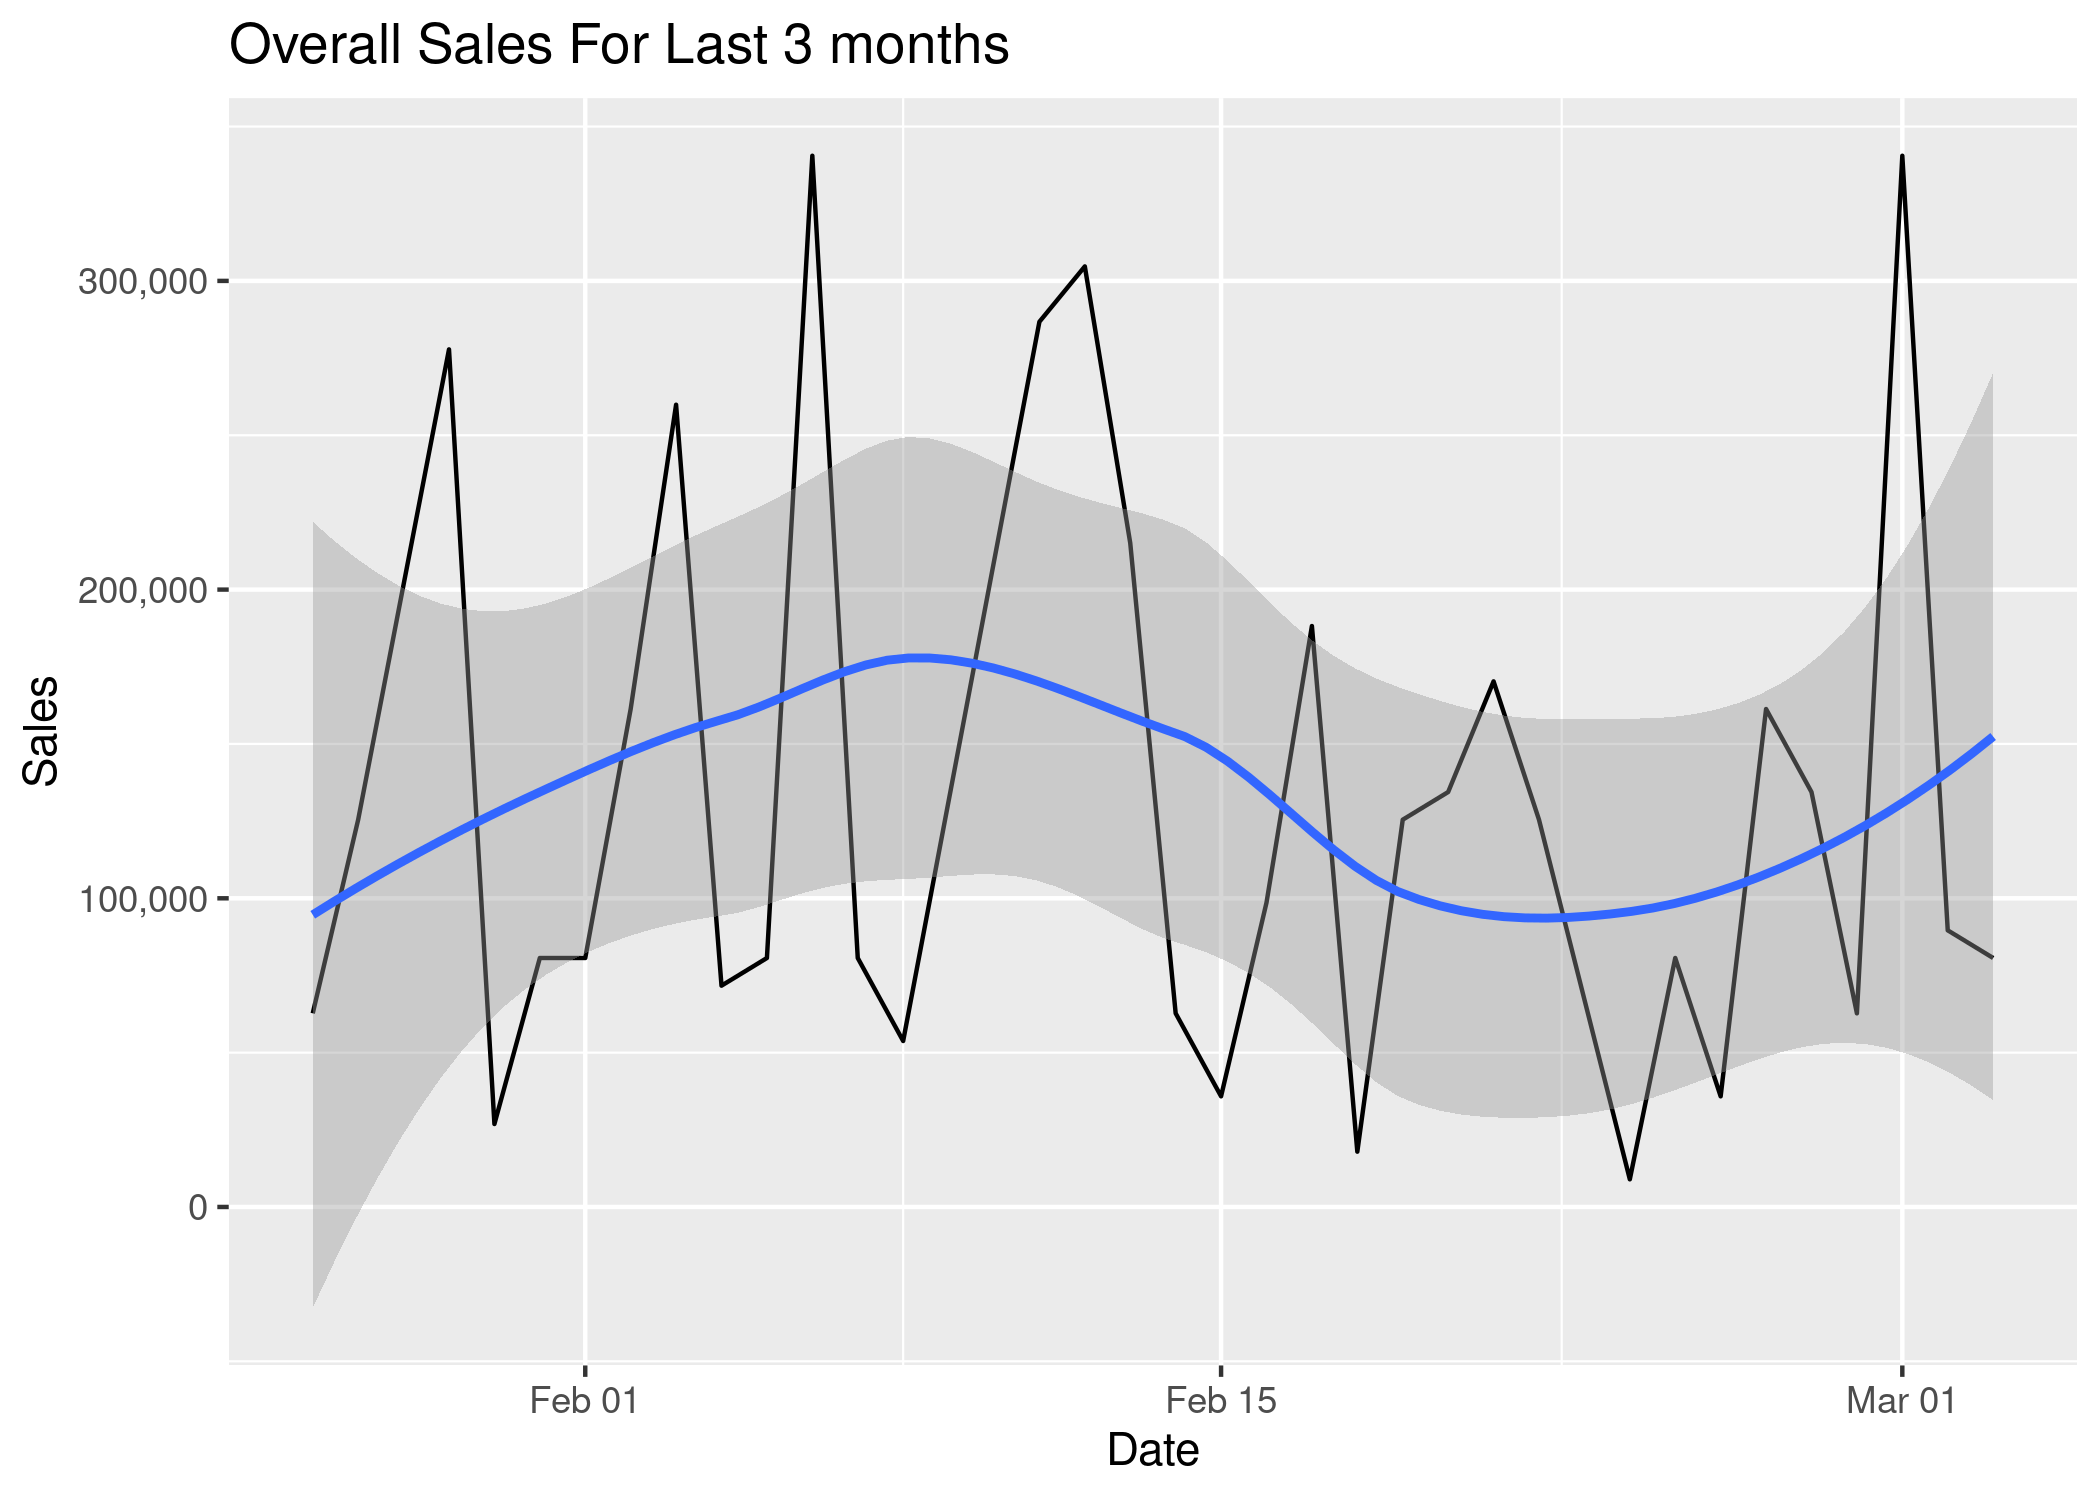 Overall Sales For Last 3 months
Sales
300,000
200,000
100,000
0
Feb 01
Feb 15
Mar 01
Date